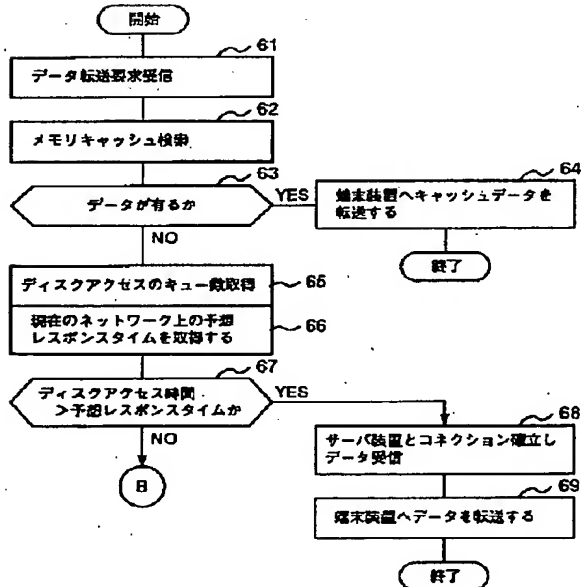 開始
61
データ転送要求受信
62
メモリキャッシュ検索
63
データが有るか
YES
64
端末装置へキャッシュデータを
転送する
NO
終了
ディスクアクセスのキュー数取得
65
現在のネットワーク上の予想
レスポンスタイムを取得する
66
67
ディスクアクセス時間
>予想レスポンスタイムか
YES
NO
68
サーバ装置とコネクション確立し
データ受信
B
69
端末装置へデータを転送する
終了